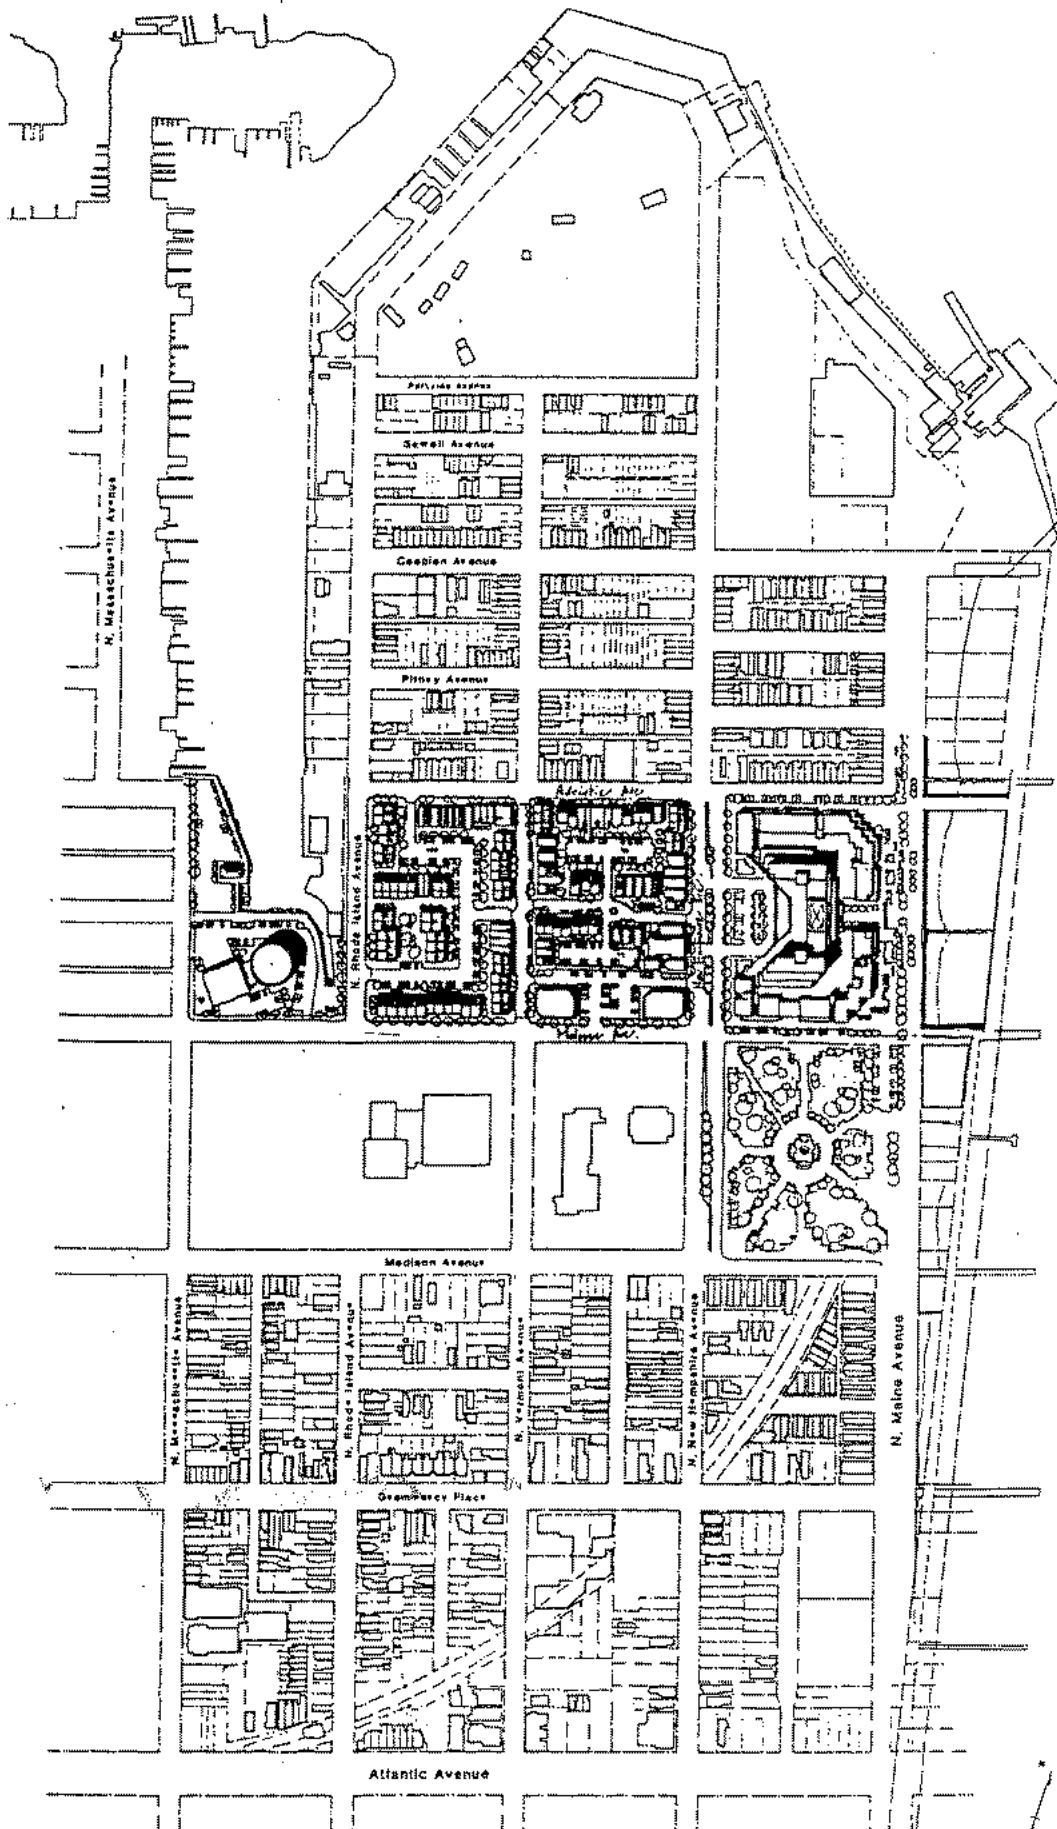 Sewell Avenue
N. Massachusetts Avenue
Caspian Avenue
Pitney Avenue
N. Rhode Island Avenue
Madison Avenue
N. Massachusetts Avenue
N. Rhode Island Avenue
N. Vermont Avenue
N. New Hampshire Avenue
N. Maine Avenue
Grammercy Place
Atlantic Avenue